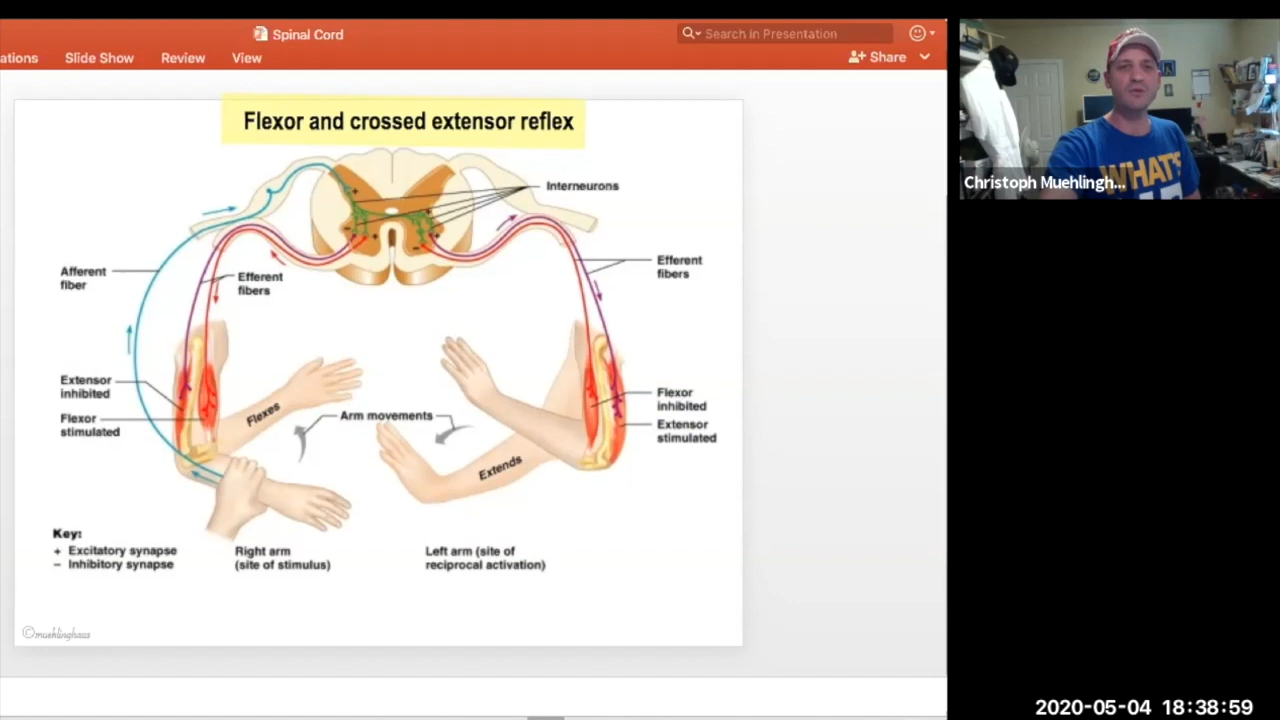 Spinal Cord
Search in Presentation
ations
Slide Show
Review
View
Share
Flexor and crossed extensor reflex
Interneurons
Afferent
fiber
Efferent
fibers
Efferent
fibers
Extensor
inhibited
Flexor
stimulated
Flexes
Arm movements
Extends
Flexor
inhibited
Extensor
stimulated
Key:
+ Excitatory synapse
– Inhibitory synapse
Right arm
(site of stimulus)
Left arm (site of
reciprocal activation)
©muehlinghaus
WHATS
Christoph Muehlingh...
2020-05-04 18:38:59